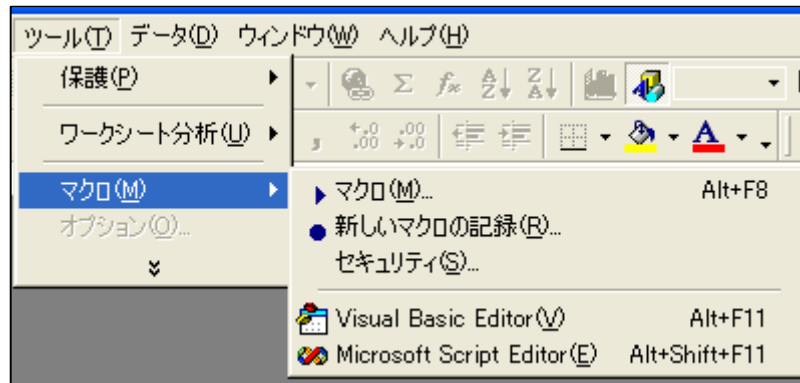 ツール(T) データ(D) ウィンドウ(W) ヘルプ(H)
保護(P)
ワークシート分析(U)
マクロ(M)
オプション(O)...
マクロ(M)... Alt+F8
新しいマクロの記録(R)...
セキュリティ(S)...
Visual Basic Editor(V) Alt+F11
Microsoft Script Editor(E) Alt+Shift+F11